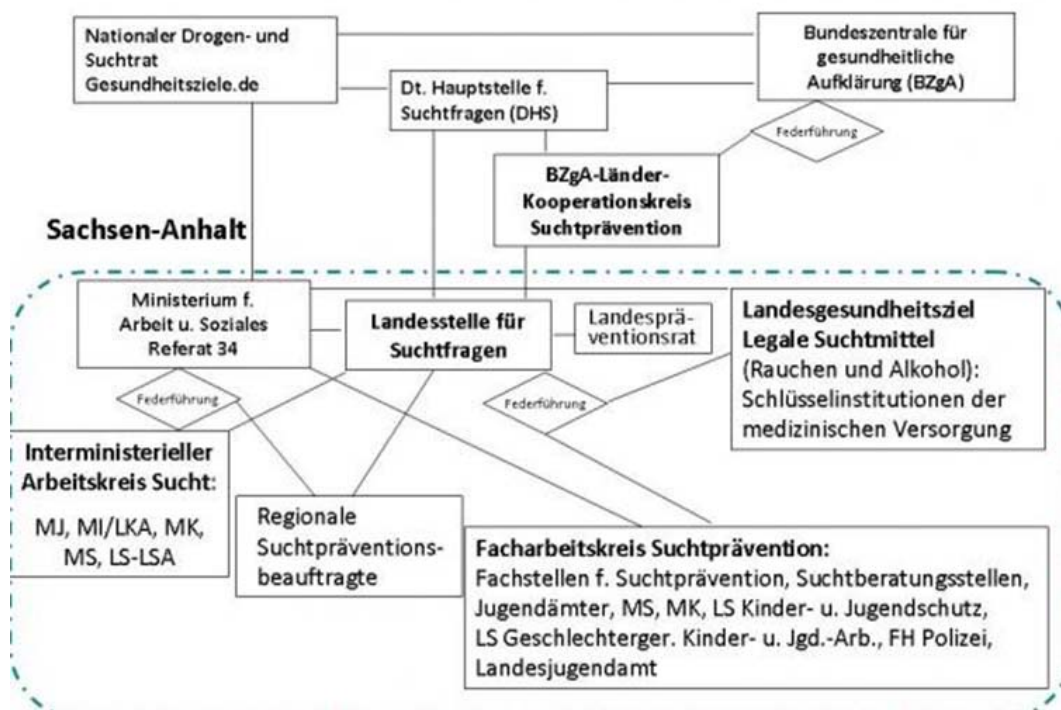 Nationaler Drogen- und
Suchtrat
Gesundheitsziele.de
Dt. Hauptstelle f.
Suchtfragen (DHS)
Bundeszentrale für
gesundheitliche
Aufklärung (BZgA)
Federführung
BZgA-Länder-
Kooperationskreis
Suchtprävention
Sachsen-Anhalt
Ministerium f.
Arbeit u. Soziales
Referat 34
Landesstelle für
Suchtfragen
Landesprä-
ventionsrat
Landesgesundheitsziel
Legale Suchtmittel
(Rauchen und Alkohol):
Schlüsselinstitutionen der
medizinischen Versorgung
Federführung
Federführung
Interministerieller
Arbeitskreis Sucht:
MJ, MI/LKA, MK,
MS, LS-LSA
Regionale
Suchtpräventions-
beauftragte
Facharbeitskreis Suchtprävention:
Fachstellen f. Suchtprävention, Suchtberatungsstellen,
Jugendämter, MS, MK, LS Kinder- u. Jugendschutz,
LS Geschlechterger. Kinder- u. Jgd.-Arb., FH Polizei,
Landesjugendamt